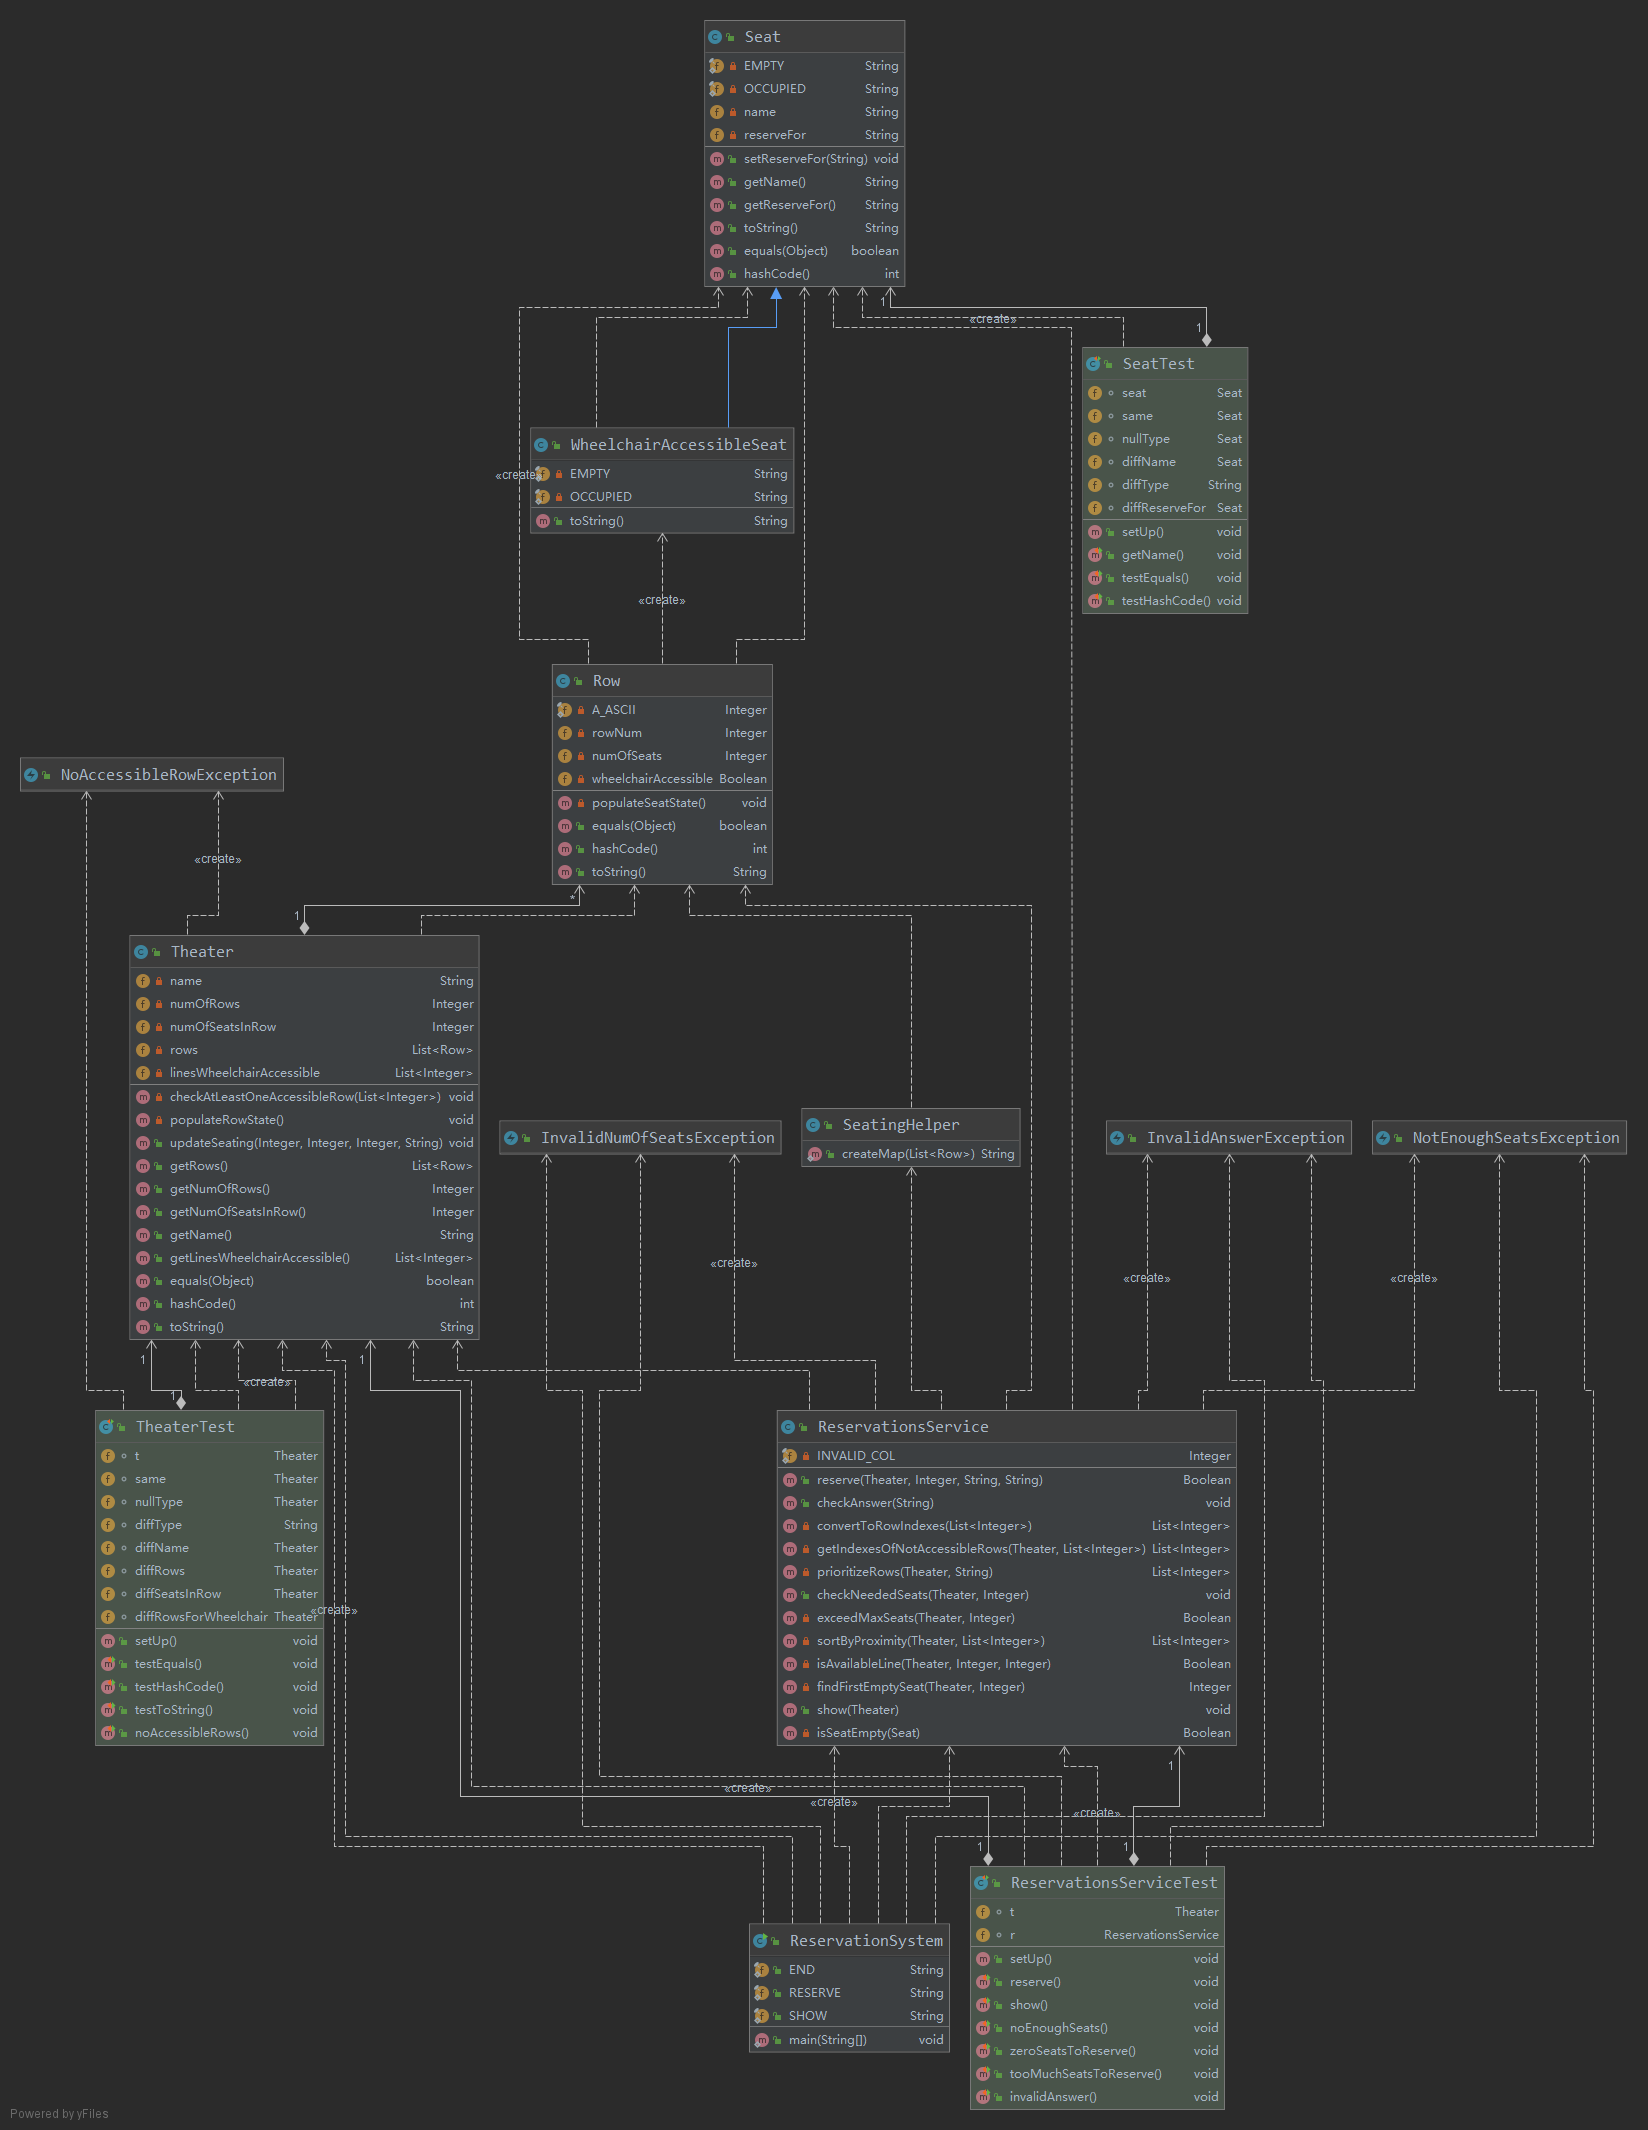 Seat
EMPTY String
OCCUPIED String
name String
reserveFor String
setReserveFor(String) void
getName() String
getReserveFor() String
toString() String
equals(Object) boolean
hashCode() int
1
«create»
1
SeatTest
seat Seat
same Seat
nullType Seat
diffName Seat
diffType String
diffReserveFor Seat
setUp() void
getName() void
testEquals() void
testHashCode() void
WheelchairAccessibleSeat
EMPTY String
OCCUPIED String
toString() String
«create»
«create»
Row
A_ASCII Integer
rowNum Integer
numOfSeats Integer
wheelchairAccessible Boolean
populateSeatState() void
equals(Object) boolean
hashCode() int
toString() String
NoAccessibleRowException
«create»
*
1
Theater
name String
numOfRows Integer
numOfSeatsInRow Integer
rows List<Row>
linesWheelchairAccessible List<Integer>
checkAtLeastOneAccessibleRow(List<Integer>) void
populateRowState() void
updateSeating(Integer, Integer, Integer, String) void
getRows() List<Row>
getNumOfRows() Integer
getNumOfSeatsInRow() Integer
getName() String
getLinesWheelchairAccessible() List<Integer>
equals(Object) boolean
hashCode() int
toString() String
InvalidNumOfSeatsException
SeatingHelper
createMap(List<Row>) String
InvalidAnswerException
NotEnoughSeatsException
«create»
«create»
«create»
1
1
«create»
1
TheaterTest
t Theater
same Theater
nullType Theater
diffType String
diffName Theater
diffRows Theater
diffSeatsInRow Theater
diffRowsForWheelchair Theater
setUp() void
testEquals() void
testHashCode() void
testToString() void
noAccessibleRows() void
«create»
ReservationsService
INVALID_COL Integer
reserve(Theater, Integer, String, String) Boolean
checkAnswer(String) void
convertToRowIndexes(List<Integer>) List<Integer>
getIndexesOfNotAccessibleRows(Theater, List<Integer>) List<Integer>
prioritizeRows(Theater, String) List<Integer>
checkNeededSeats(Theater, Integer) void
exceedMaxSeats(Theater, Integer) Boolean
sortByProximity(Theater, List<Integer>) List<Integer>
isAvailableLine(Theater, Integer, Integer) Boolean
findFirstEmptySeat(Theater, Integer) Integer
show(Theater) void
isSeatEmpty(Seat) Boolean
1
«create»
«create»
«create»
1
1
ReservationSystem
END String
RESERVE String
SHOW String
main(String[]) void
ReservationsServiceTest
t Theater
r ReservationsService
setUp() void
reserve() void
show() void
noEnoughSeats() void
zeroSeatsToReserve() void
tooMuchSeatsToReserve() void
invalidAnswer() void
Powered by yFiles